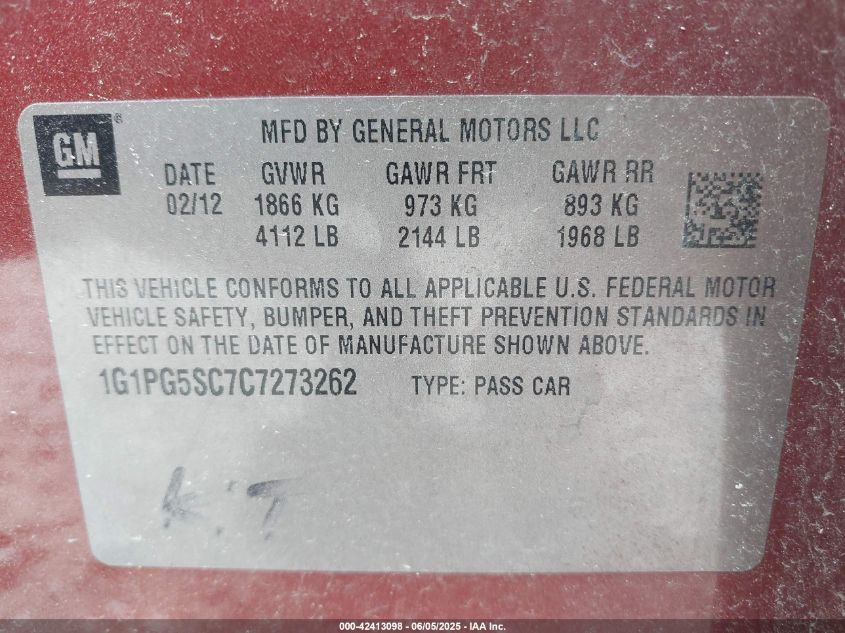 GM®
MFD BY GENERAL MOTORS LLC
DATE GVWR GAWR FRT GAWR RR
02/12 1866 KG 973 KG 893 KG
4112 LB 2144 LB 1968 LB
THIS VEHICLE CONFORMS TO ALL APPLICABLE U.S. FEDERAL MOTOR
VEHICLE SAFETY, BUMPER, AND THEFT PREVENTION STANDARDS IN
EFFECT ON THE DATE OF MANUFACTURE SHOWN ABOVE.
1G1PG5SC7C7273262 TYPE: PASS CAR
000-42413098 - 06/05/2025 - IAA Inc.